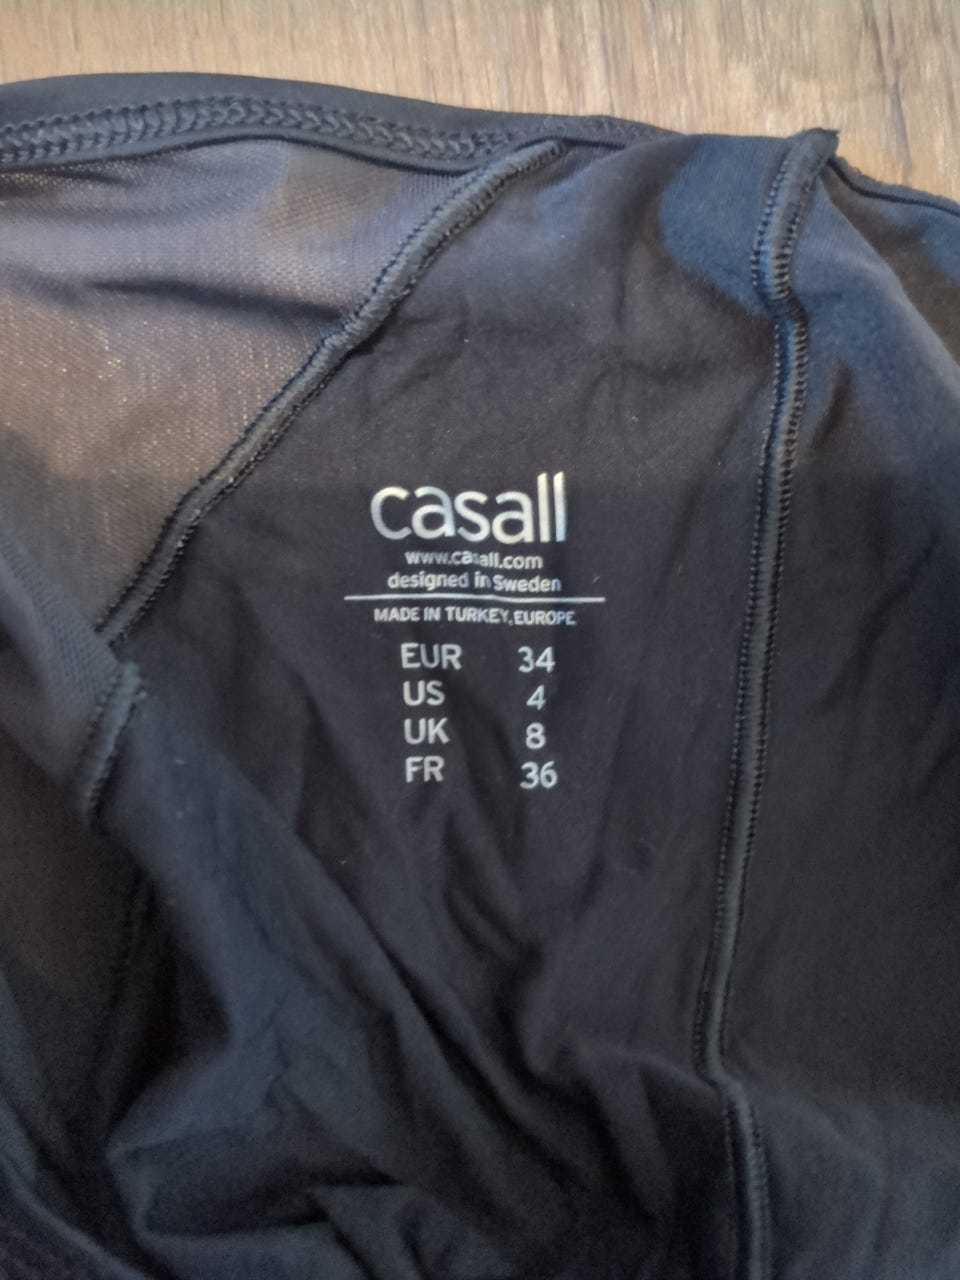 casall
www.casall.com
designed in Sweden
MADE IN TURKEY, EUROPE
EUR 34
US 4
UK 8
FR 36